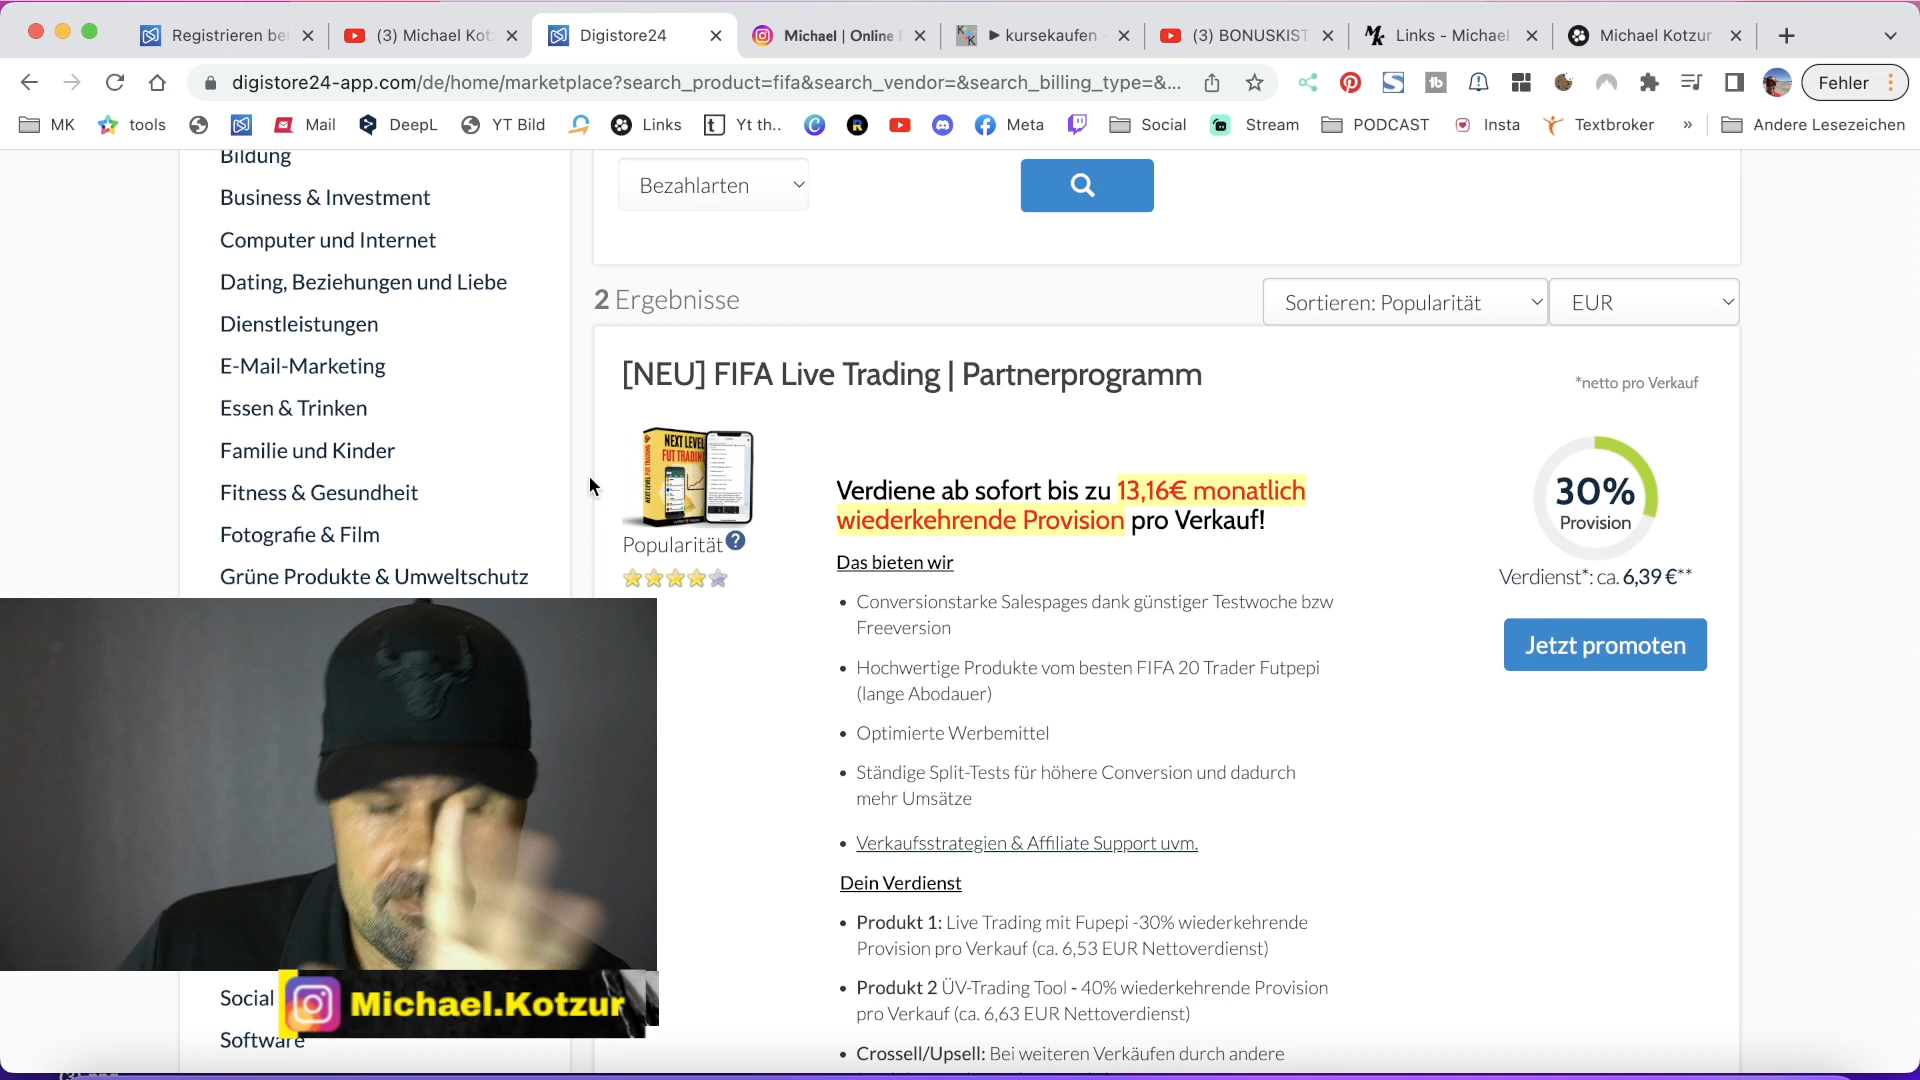 Registrieren bei
(3) Michael Kotz
Digistore24
Michael | Online B
▶ kursekaufen -
(3) BONUSKIST
Links - Michael
Michael Kotzur
digistore24-app.com/de/home/marketplace?search_product=fifa&search_vendor=&search_billing_type=&...
Fehler
MK
tools
Mail
DeepL
YT Bild
Links
Yt th..
Meta
Social
Stream
PODCAST
Insta
Textbroker
»
Andere Lesezeichen
Bildung
Business & Investment
Computer und Internet
Dating, Beziehungen und Liebe
Dienstleistungen
E-Mail-Marketing
Essen & Trinken
Familie und Kinder
Fitness & Gesundheit
Fotografie & Film
Grüne Produkte & Umweltschutz
Social
Software
Bezahlarten
2 Ergebnisse
Sortieren: Popularität
EUR
[NEU] FIFA Live Trading | Partnerprogramm
*netto pro Verkauf
NEXT LEVEL
FUT TRADING
Popularität
Verdiene ab sofort bis zu 13,16€ monatlich
wiederkehrende Provision pro Verkauf!
Das bieten wir
• Conversionstarke Salespages dank günstiger Testwoche bzw
Freeversion
• Hochwertige Produkte vom besten FIFA 20 Trader Futpepi
(lange Abodauer)
• Optimierte Werbemittel
• Ständige Split-Tests für höhere Conversion und dadurch
mehr Umsätze
• Verkaufsstrategien & Affiliate Support uvm.
Dein Verdienst
• Produkt 1: Live Trading mit Fupepi -30% wiederkehrende
Provision pro Verkauf (ca. 6,53 EUR Nettoverdienst)
• Produkt 2 ÜV-Trading Tool - 40% wiederkehrende Provision
pro Verkauf (ca. 6,63 EUR Nettoverdienst)
• Crossell/Upsell: Bei weiteren Verkäufen durch andere
30%
Provision
Verdienst*: ca. 6,39 €**
Jetzt promoten
Michael.Kotzur